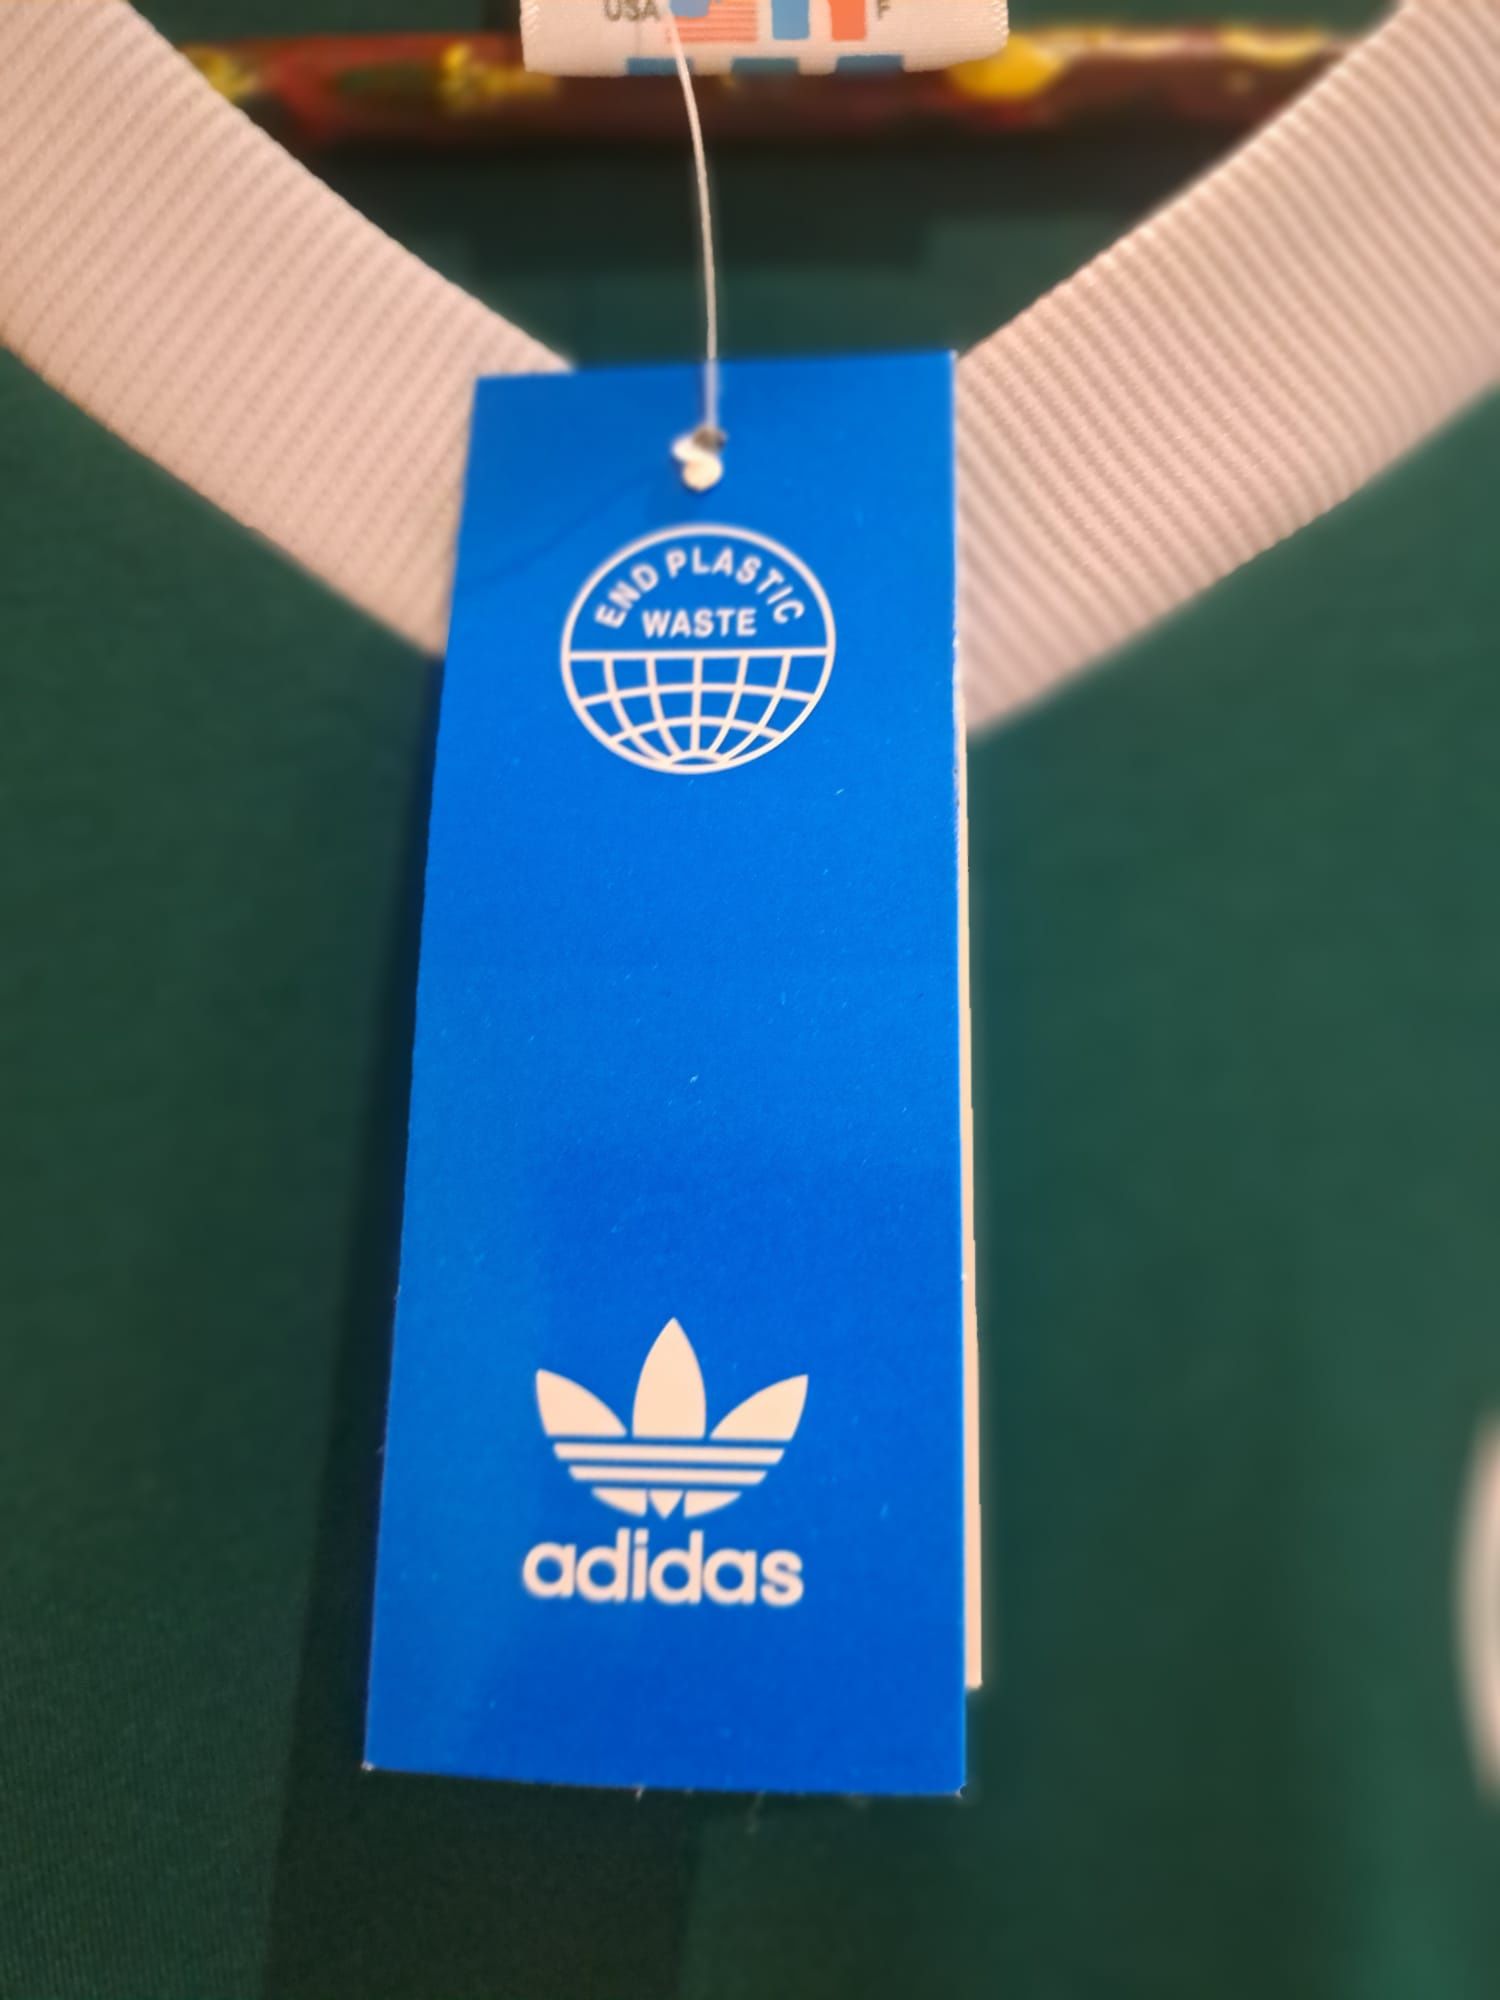 USA
F
END PLASTIC
WASTE
adidas